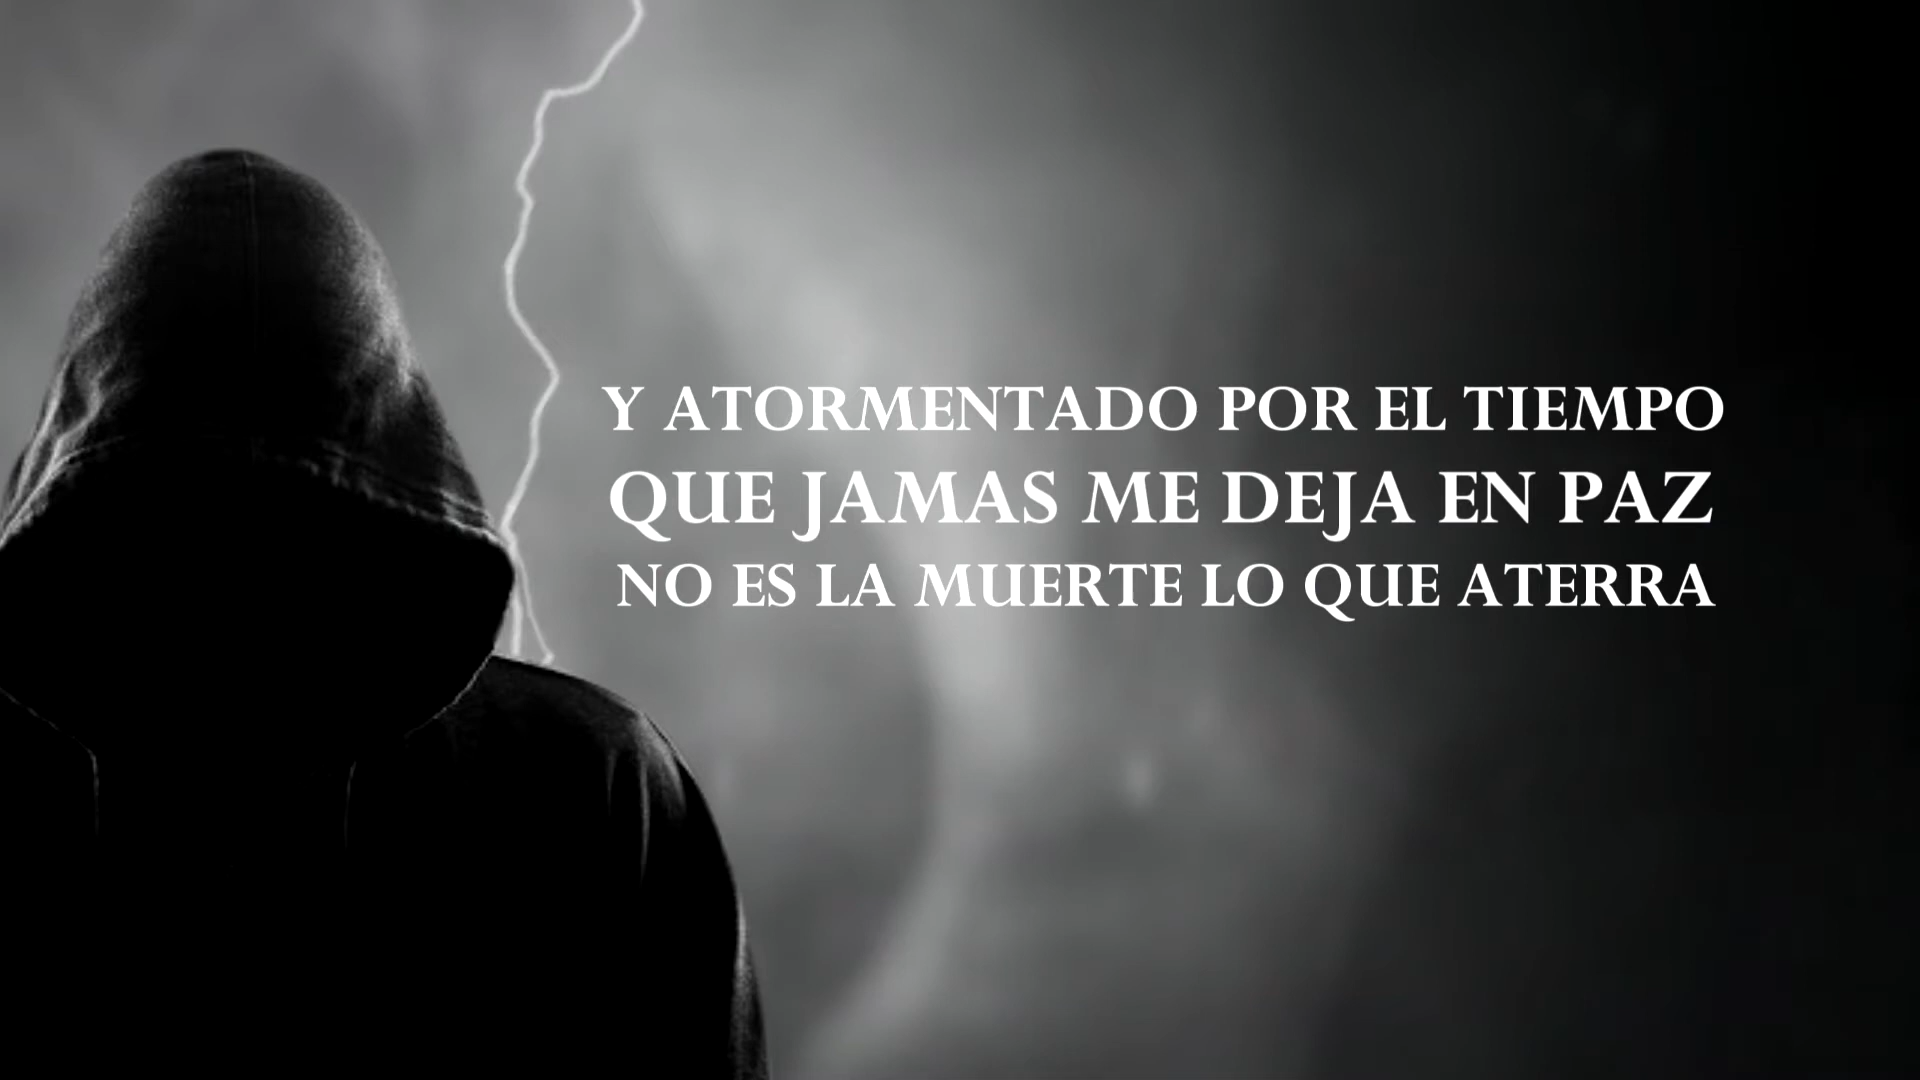 Y ATORMENTADO POR EL TIEMPO
QUE JAMAS ME DEJA EN PAZ
NO ES LA MUERTE LO QUE ATERRA